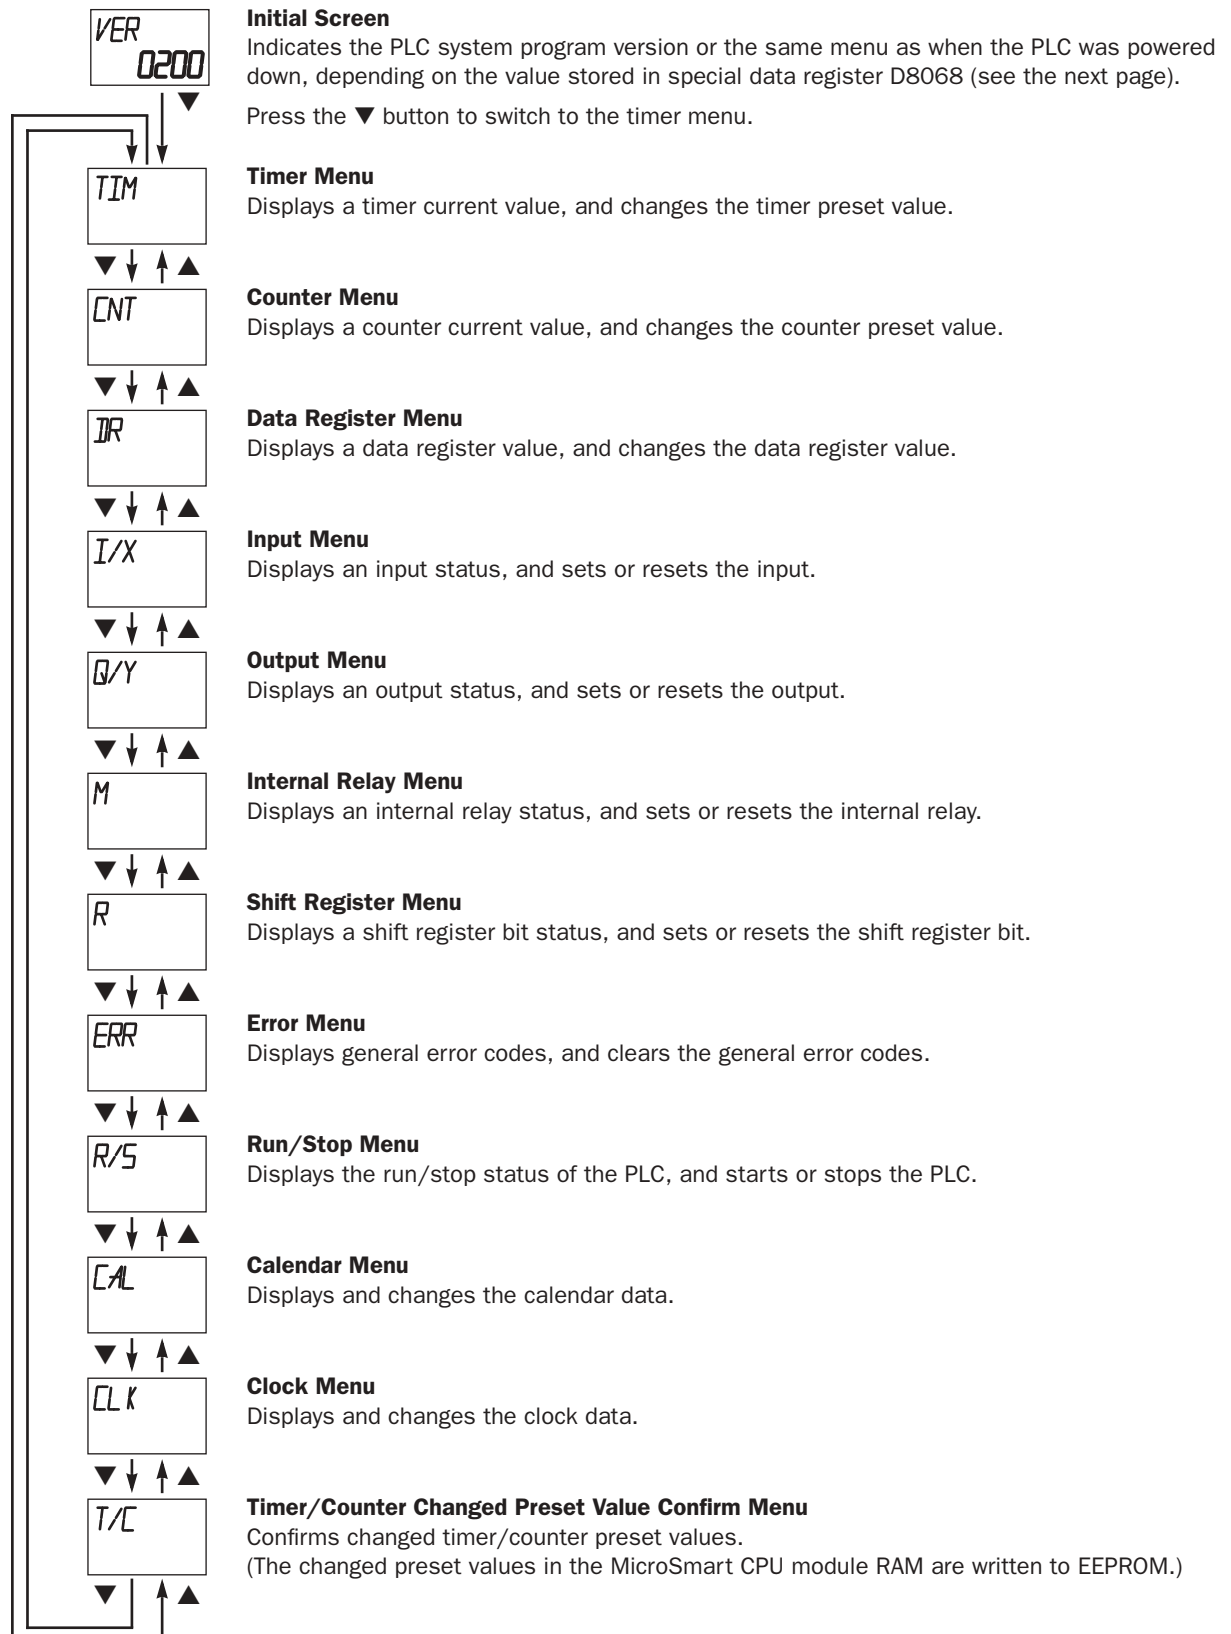 VER
0200
Initial Screen
Indicates the PLC system program version or the same menu as when the PLC was powered
down, depending on the value stored in special data register D8068 (see the next page).
▼
Press the ▼ button to switch to the timer menu.
TIM
Timer Menu
Displays a timer current value, and changes the timer preset value.
▼ ▲
CNT
Counter Menu
Displays a counter current value, and changes the counter preset value.
▼ ▲
DR
Data Register Menu
Displays a data register value, and changes the data register value.
▼ ▲
I/X
Input Menu
Displays an input status, and sets or resets the input.
▼ ▲
Q/Y
Output Menu
Displays an output status, and sets or resets the output.
▼ ▲
M
Internal Relay Menu
Displays an internal relay status, and sets or resets the internal relay.
▼ ▲
R
Shift Register Menu
Displays a shift register bit status, and sets or resets the shift register bit.
▼ ▲
ERR
Error Menu
Displays general error codes, and clears the general error codes.
▼ ▲
R/S
Run/Stop Menu
Displays the run/stop status of the PLC, and starts or stops the PLC.
▼ ▲
CAL
Calendar Menu
Displays and changes the calendar data.
▼ ▲
CLK
Clock Menu
Displays and changes the clock data.
▼ ▲
T/C
Timer/Counter Changed Preset Value Confirm Menu
Confirms changed timer/counter preset values.
(The changed preset values in the MicroSmart CPU module RAM are written to EEPROM.)
▼ ▲